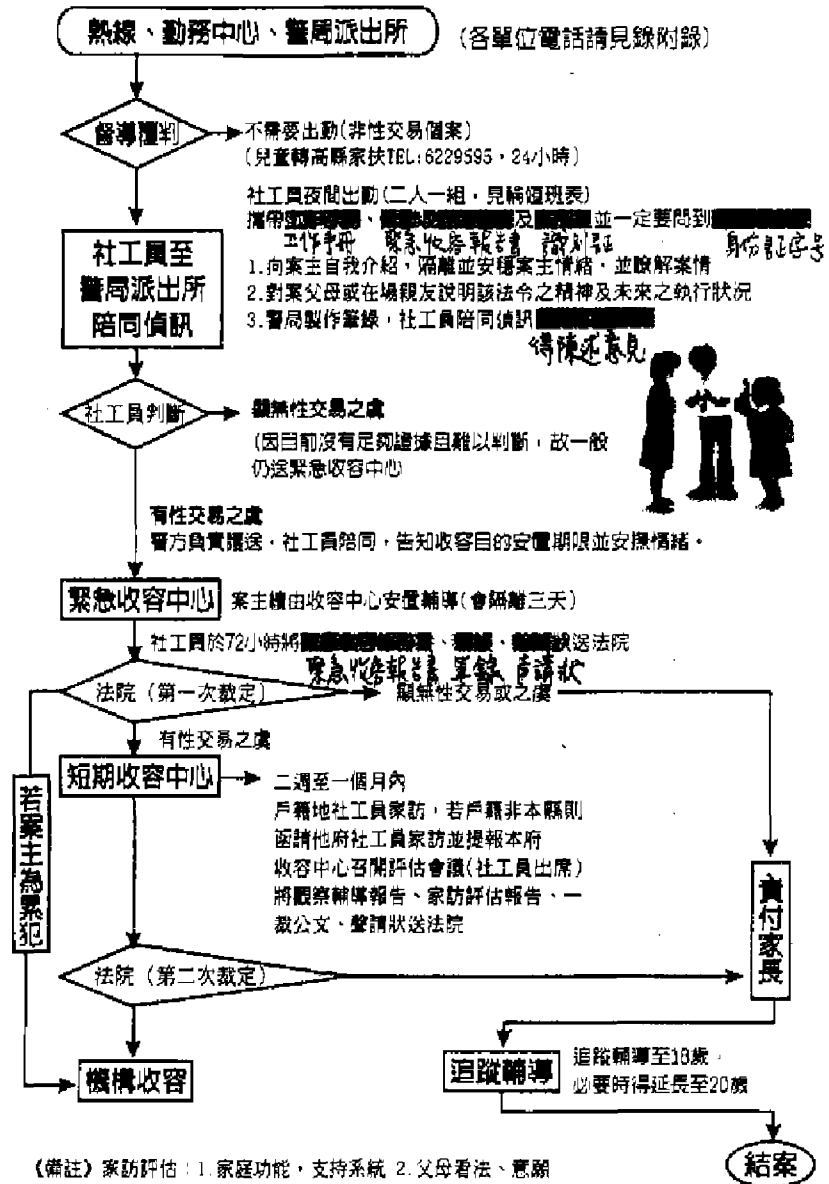 熱線、勤務中心、警局派出所
(各單位電話請見錄附錄)
督導種判
不需要出勤(非性交易個案)
(兒童轉高縣家扶TEL:6229595,24小時)
社工員夜間出動(二人一組,見輪值班表)
攜帶
、
及
並一定要問到
工作手冊 緊急收容報告書 識別証 身份証字号
社工員至
警局派出所
陪同偵訊
1.向案主自我介紹,隔離並安穩案主情緒,並瞭解案情
2.對案父母或在場親友說明該法令之精神及未來之執行狀況
3.警局製作筆錄,社工員陪同偵訊
得陳述意見
社工員判斷
顯無性交易之虞
(因目前沒有足夠證據且難以判斷,故一般
仍送緊急收容中心
有性交易之虞
警方負責護送,社工員陪同,告知收容目的安置期限並安撫情緒。
緊急收容中心
案主續由收容中心安置輔導(會隔離三天)
社工員於72小時將
、
、
狀送法院
緊急收容報告書 筆錄 声請狀
法院(第一次裁定)
顯無性交易或之虞
有性交易之虞
短期收容中心
二週至一個月內
戶籍地社工員家訪,若戶籍非本縣則
函請他府社工員家訪並提報本府
收容中心召開評估會議(社工員出席)
將觀察輔導報告、家訪評估報告、一
裁公文、聲請狀送法院
若案主為累犯
責付家長
法院(第二次裁定)
機構收容
追蹤輔導
追蹤輔導至18歲,
必要時得延長至20歲
結案
《備註》家訪評估:1.家庭功能,支持系統 2.父母看法、意願